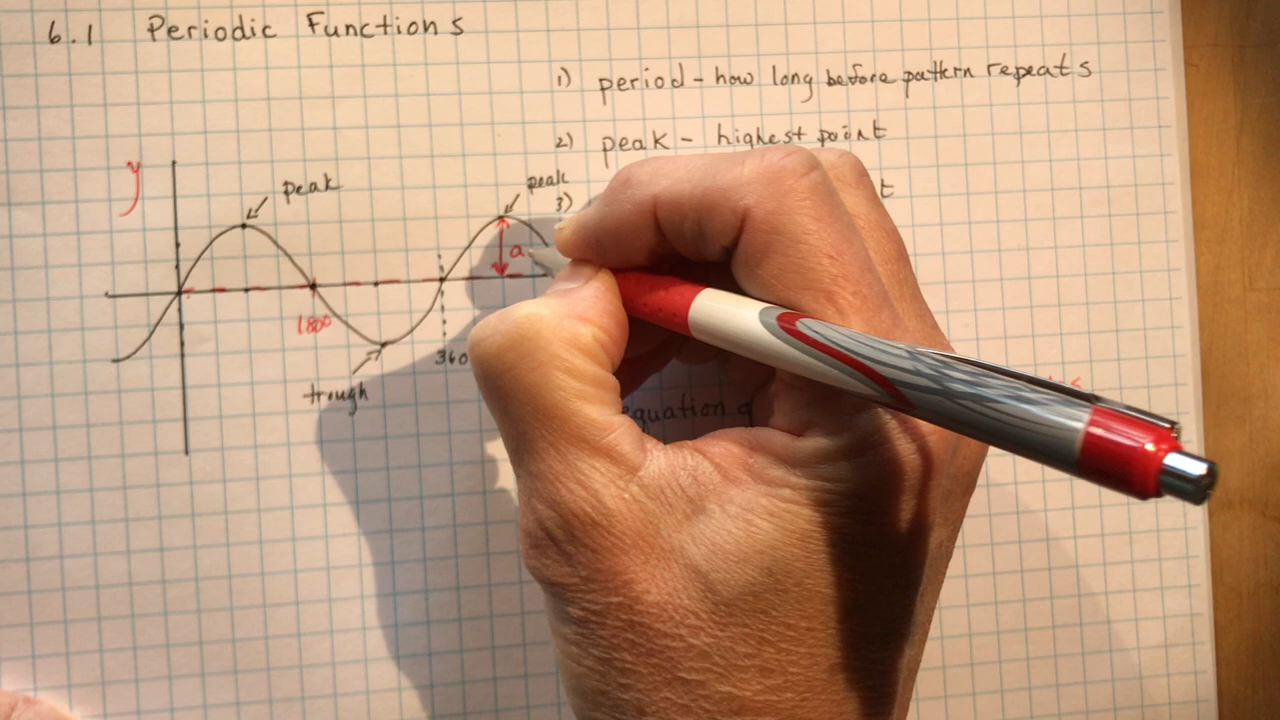 6.1 Periodic Functions
1) period - how long before pattern repeats
2) peak - highest point
3)
t
y
peak
peak
a
180°
360
trough
equation